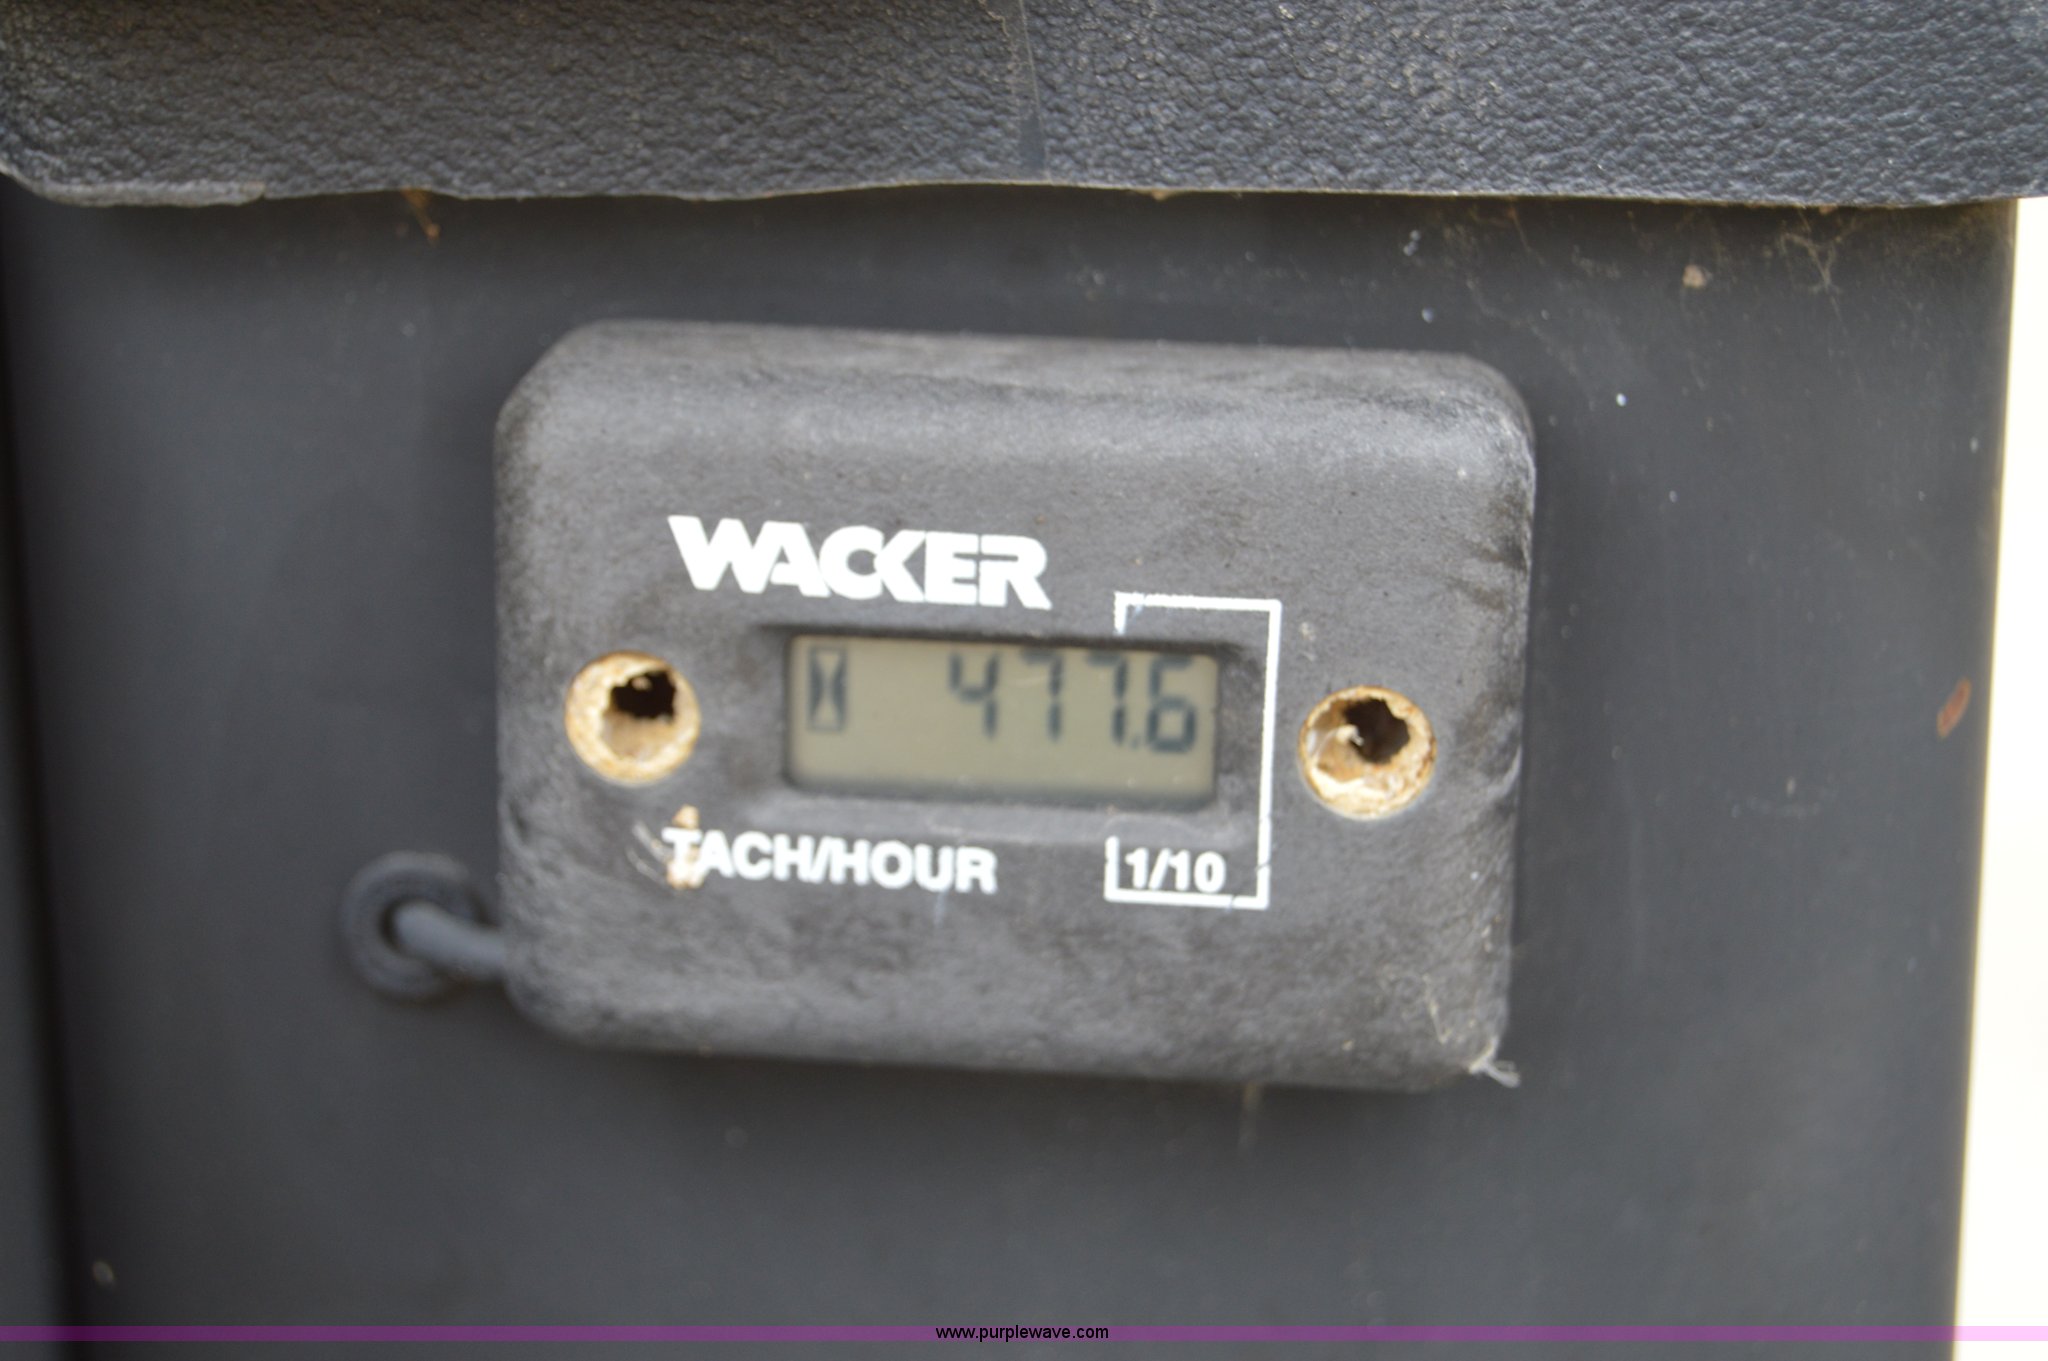 WACKER
477.6
TACH/HOUR 1/10
www.purplewave.com